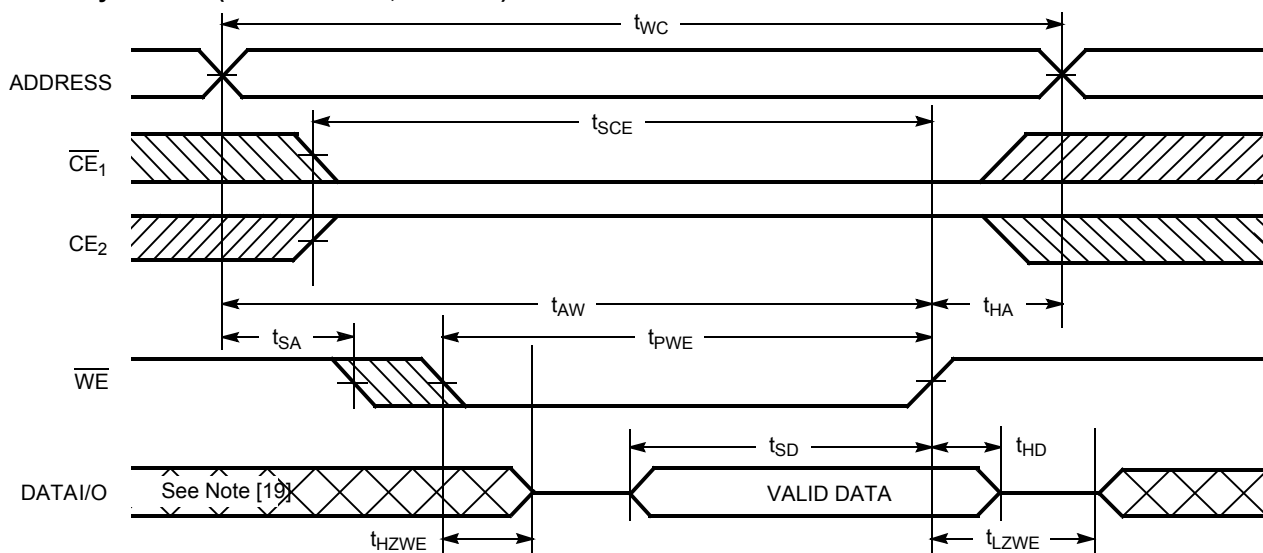 tWC
ADDRESS
tSCE
CE1
CE2
tAW
tHA
tSA
tPWE
WE
tSD
tHD
DATAI/O
See Note [19]
VALID DATA
tHZWE
tLZWE